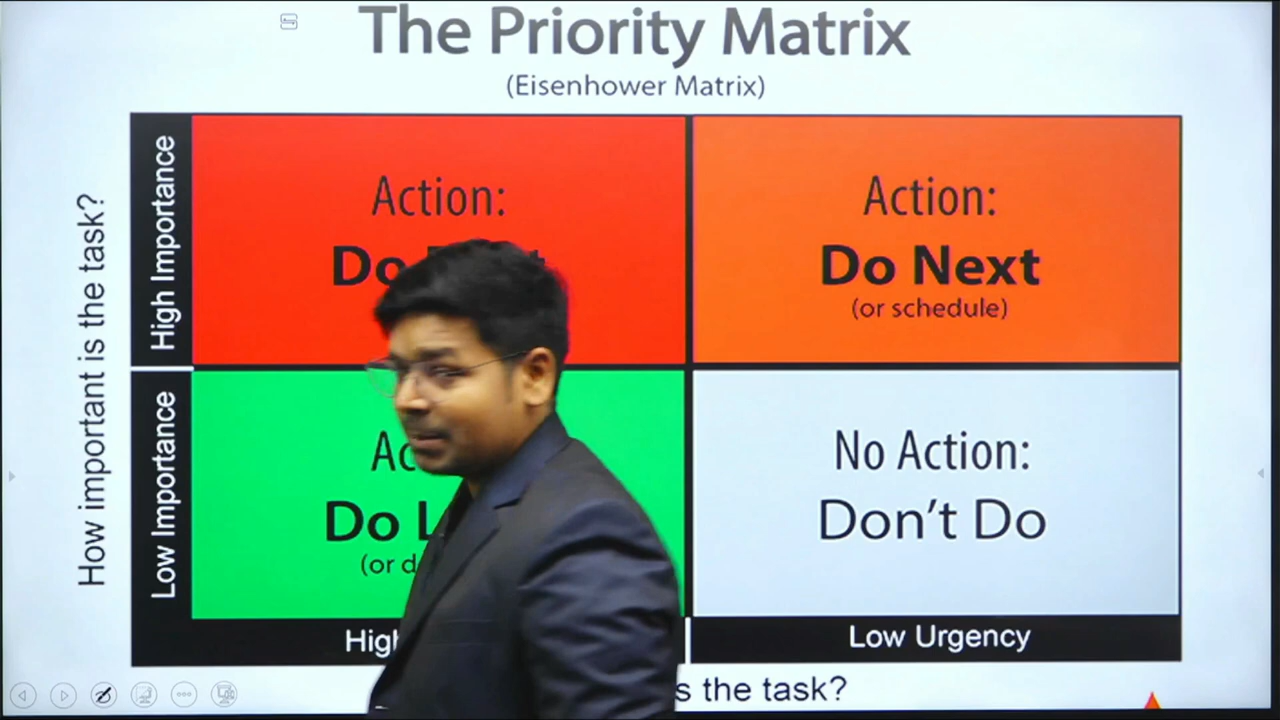 The Priority Matrix
(Eisenhower Matrix)
How important is the task?
High Importance
Action:
Do
Action:
Do Next
(or schedule)
Low Importance
Do
(or
No Action:
Don't Do
Low Urgency
the task?